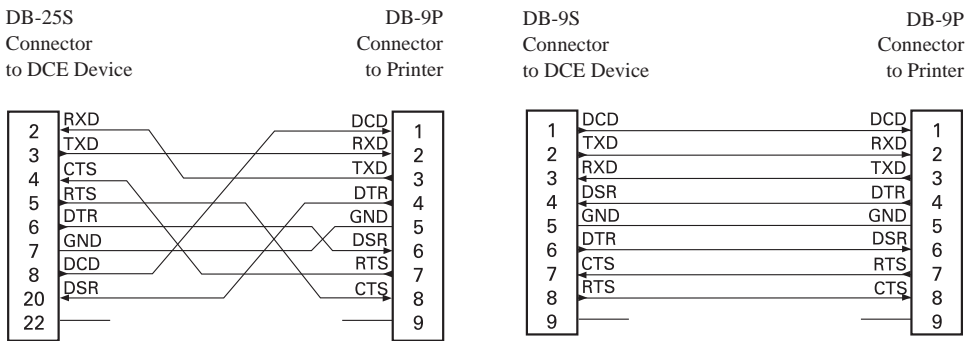 DB-25S
Connector
to DCE Device
DB-9P
Connector
to Printer
2
3
4
5
6
7
8
20
22
RXD
TXD
CTS
RTS
DTR
GND
DCD
DSR
DCD
RXD
TXD
DTR
GND
DSR
RTS
CTS
1
2
3
4
5
6
7
8
9
DB-9S
Connector
to DCE Device
DB-9P
Connector
to Printer
1
2
3
4
5
6
7
8
9
DCD
TXD
RXD
DSR
GND
DTR
CTS
RTS
DCD
RXD
TXD
DTR
GND
DSR
RTS
CTS
1
2
3
4
5
6
7
8
9